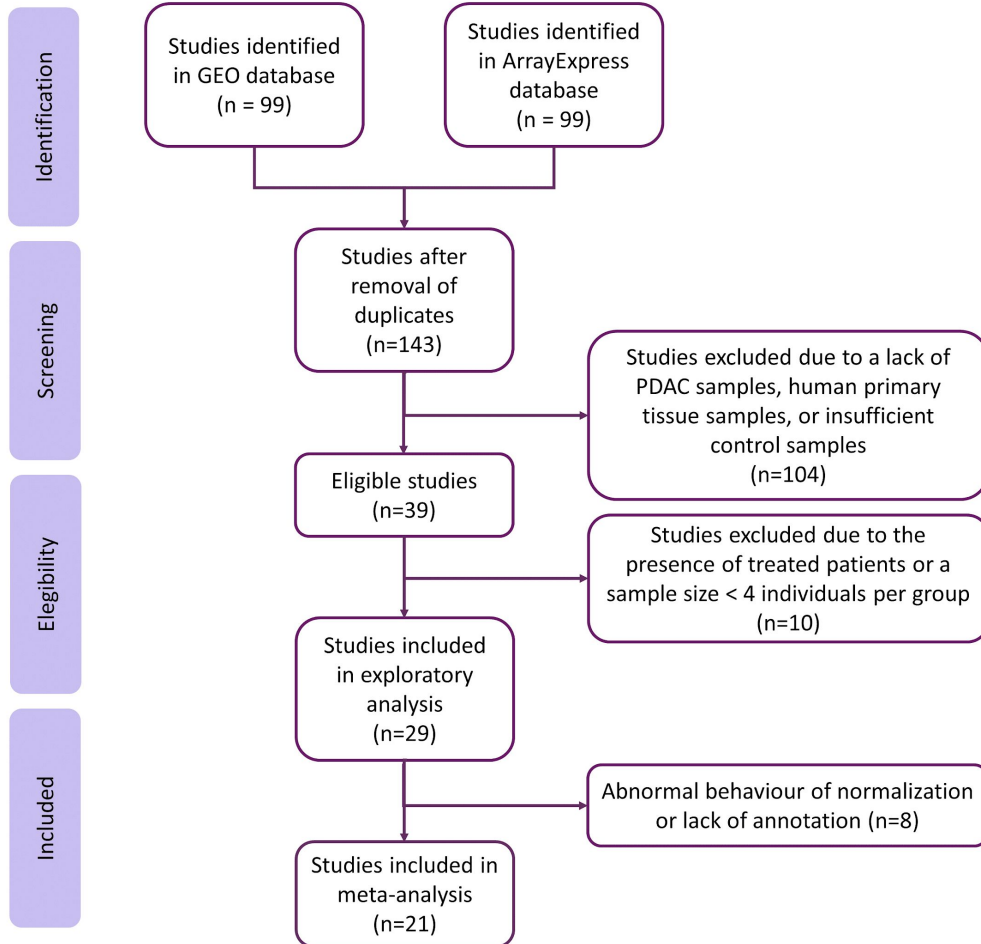 Identification
Studies identified
in GEO database
(n = 99)
Studies identified
in ArrayExpress
database
(n = 99)
Screening
Studies after
removal of
duplicates
(n=143)
Studies excluded due to a lack of
PDAC samples, human primary
tissue samples, or insufficient
control samples
(n=104)
Elegibility
Eligible studies
(n=39)
Studies excluded due to the
presence of treated patients or a
sample size < 4 individuals per group
(n=10)
Studies included
in exploratory
analysis
(n=29)
Included
Abnormal behaviour of normalization
or lack of annotation (n=8)
Studies included in
meta-analysis
(n=21)